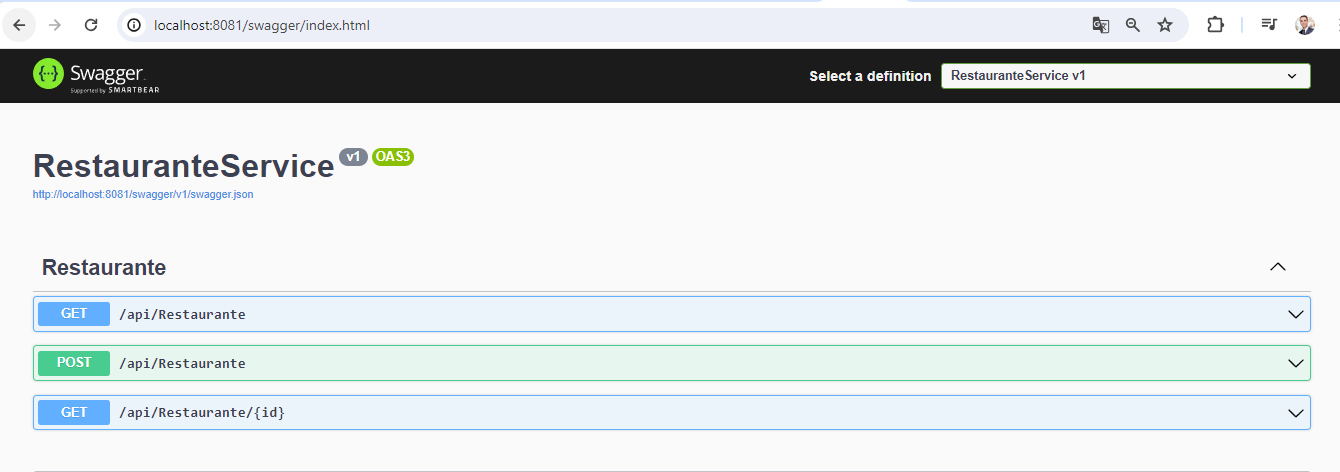 localhost:8081/swagger/index.html
Swagger
Supported by SMARTBEAR
Select a definition
RestauranteService v1
RestauranteService v1 OAS3
http://localhost:8081/swagger/v1/swagger.json
Restaurante
GET /api/Restaurante
POST /api/Restaurante
GET /api/Restaurante/{id}